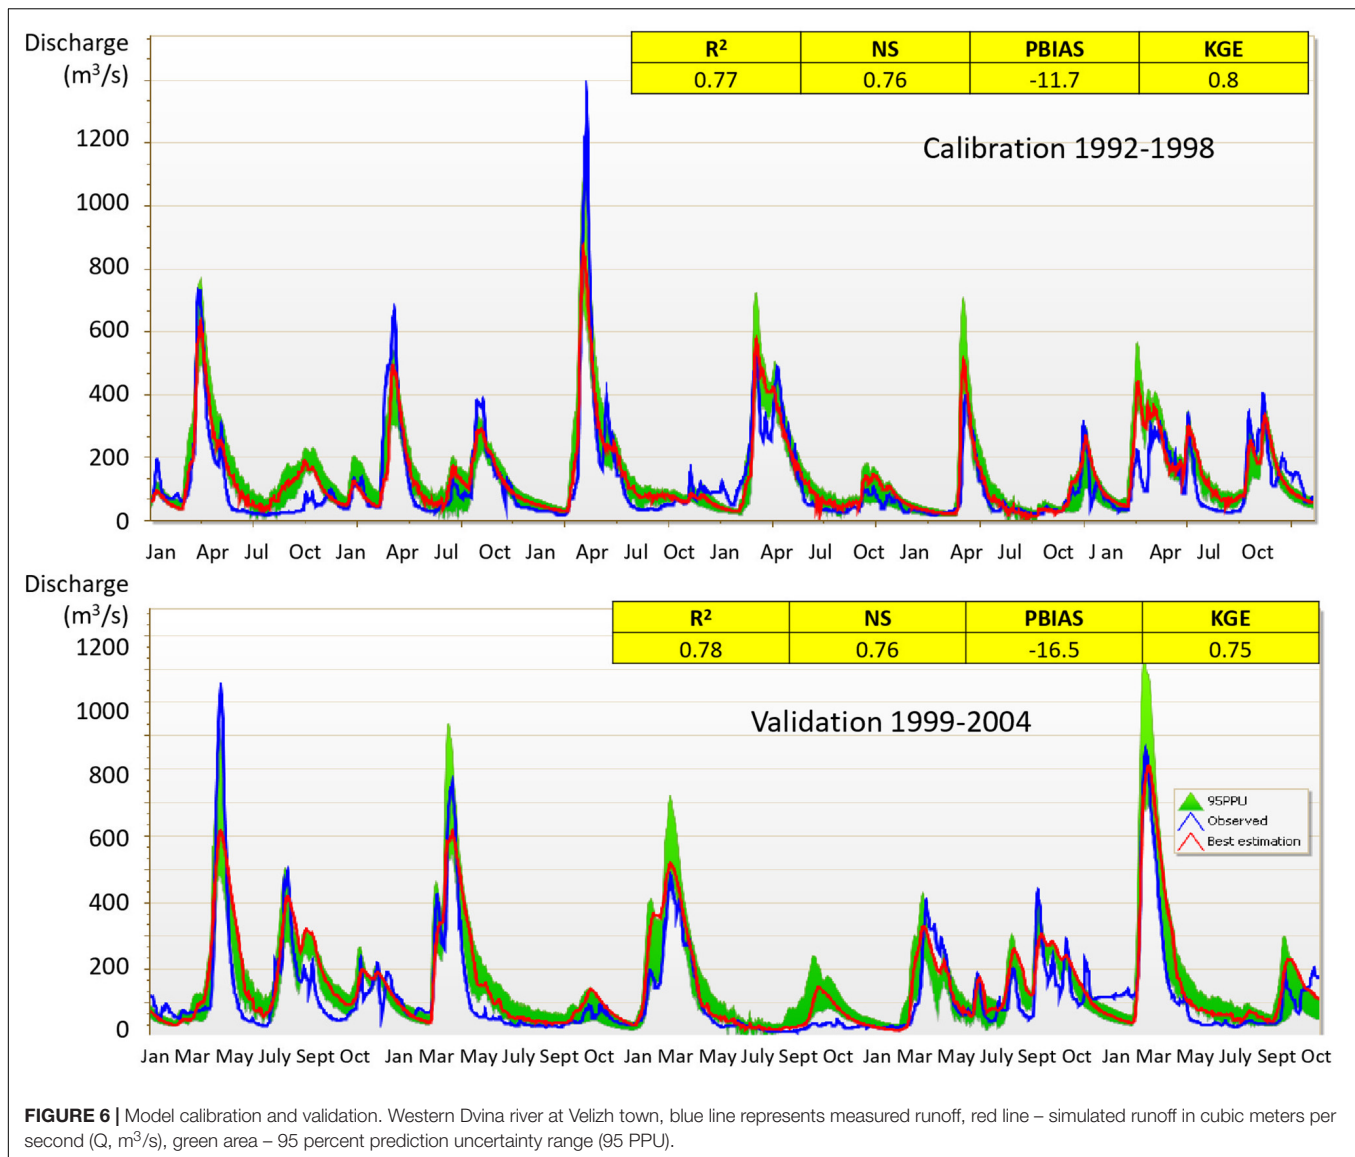 Discharge
(m³/s)
R² NS PBIAS KGE
0.77 0.76 -11.7 0.8
Calibration 1992-1998
1200
1000
800
600
400
200
0
Jan Apr Jul Oct Jan Apr Jul Oct Jan Apr Jul Oct Jan Apr Jul Oct Jan Apr Jul Oct J an Apr Jul Oct
Discharge
(m³/s)
R² NS PBIAS KGE
0.78 0.76 -16.5 0.75
Validation 1999-2004
1200
1000
800
600
400
200
0
95PPU
Observed
Best estimation
Jan Mar May July Sept Oct Jan Mar May July Sept Oct Jan Mar May July Sept Oct Jan Mar May July Sept Oct Jan Mar May July Sept Oct
FIGURE 6 | Model calibration and validation. Western Dvina river at Velizh town, blue line represents measured runoff, red line – simulated runoff in cubic meters per
second (Q, m³/s), green area – 95 percent prediction uncertainty range (95 PPU).